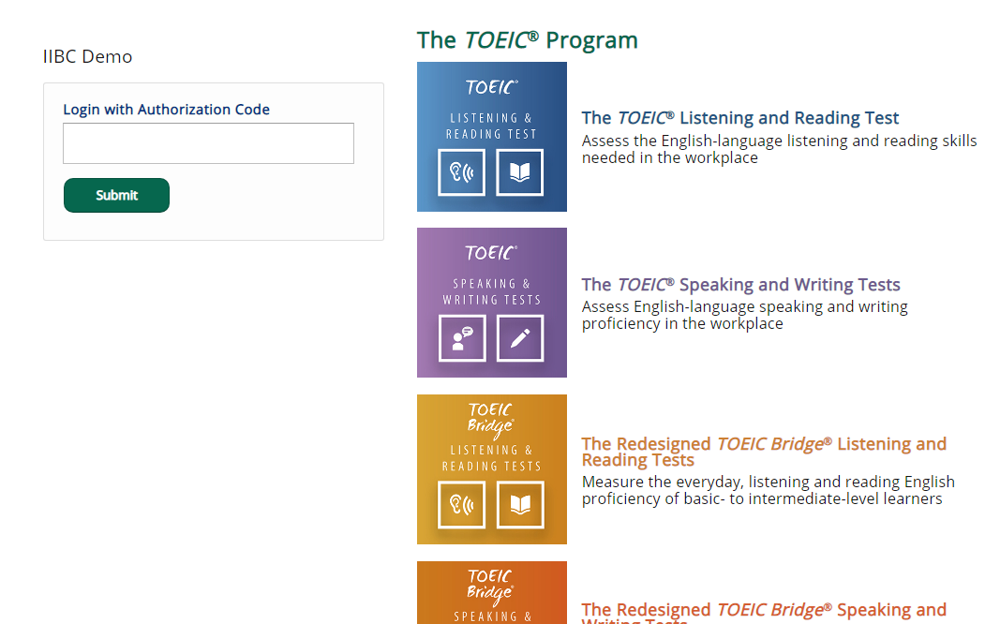 IIBC Demo
Login with Authorization Code
Submit
The TOEIC® Program
TOEIC®
LISTENING &
READING TEST
The TOEIC® Listening and Reading Test
Assess the English-language listening and reading skills
needed in the workplace
TOEIC®
SPEAKING &
WRITING TESTS
The TOEIC® Speaking and Writing Tests
Assess English-language speaking and writing
proficiency in the workplace
TOEIC
Bridge®
LISTENING &
READING TESTS
The Redesigned TOEIC Bridge® Listening and
Reading Tests
Measure the everyday, listening and reading English
proficiency of basic- to intermediate-level learners
TOEIC
Bridge®
SPEAKING &
The Redesigned TOEIC Bridge® Speaking and
Writing Tests